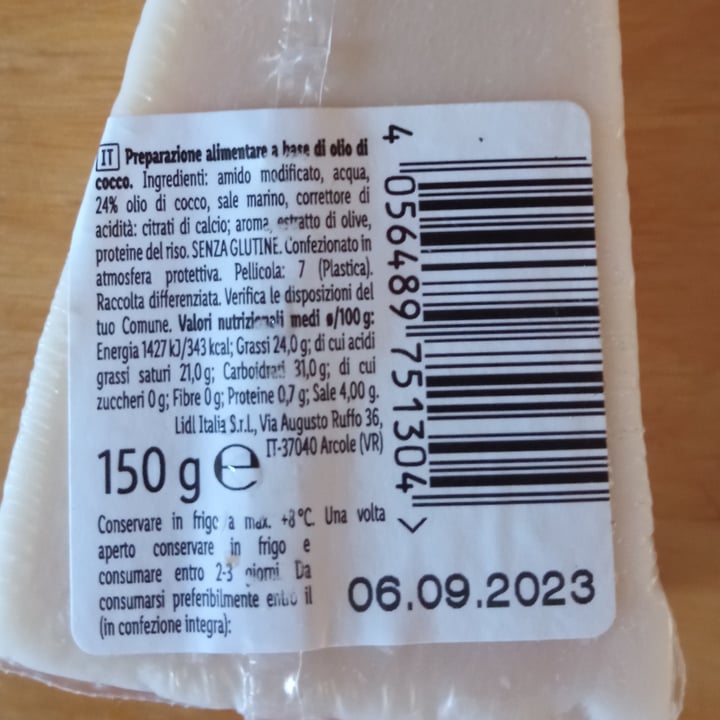 IT Preparazione alimentare a base di olio di
cocco. Ingredienti: amido modificato, acqua,
24% olio di cocco, sale marino, correttore di
acidità: citrati di calcio; aroma, estratto di olive,
proteine del riso. SENZA GLUTINE. Confezionato in
atmosfera protettiva. Pellicola: 7 (Plastica).
Raccolta differenziata. Verifica le disposizioni del
tuo Comune. Valori nutrizionali medi ø/100 g:
Energia 1427 kJ/343 kcal; Grassi 24,0 g; di cui acidi
grassi saturi 21,0 g; Carboidrati 31,0 g; di cui
zuccheri 0 g; Fibre 0 g; Proteine 0,7 g; Sale 4,00 g.
Lidl Italia S.r.l., Via Augusto Ruffo 36,
IT-37040 Arcole (VR)
150 g e
Conservare in frigo a max. +8°C. Una volta
aperto conservare in frigo e
consumare entro 2-3 giorni. Da
consumarsi preferibilmente entro il
(in confezione integra):
06.09.2023
4 056489 751304 >